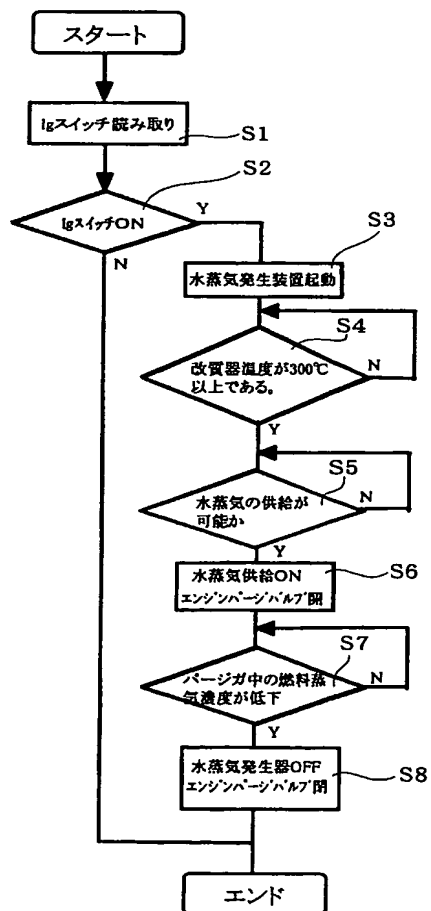 スタート
Igスイッチ読み取り
S1
S2
IgスイッチON
Y
N
S3
水蒸気発生装置起動
S4
改質器温度が300℃
以上である。
N
Y
S5
水蒸気の供給が
可能か
N
Y
S6
水蒸気供給ON
エンジンパージバルブ開
S7
パージガ中の燃料蒸
気濃度が低下
N
Y
水蒸気発生器OFF
エンジンパージバルブ閉
S8
エンド